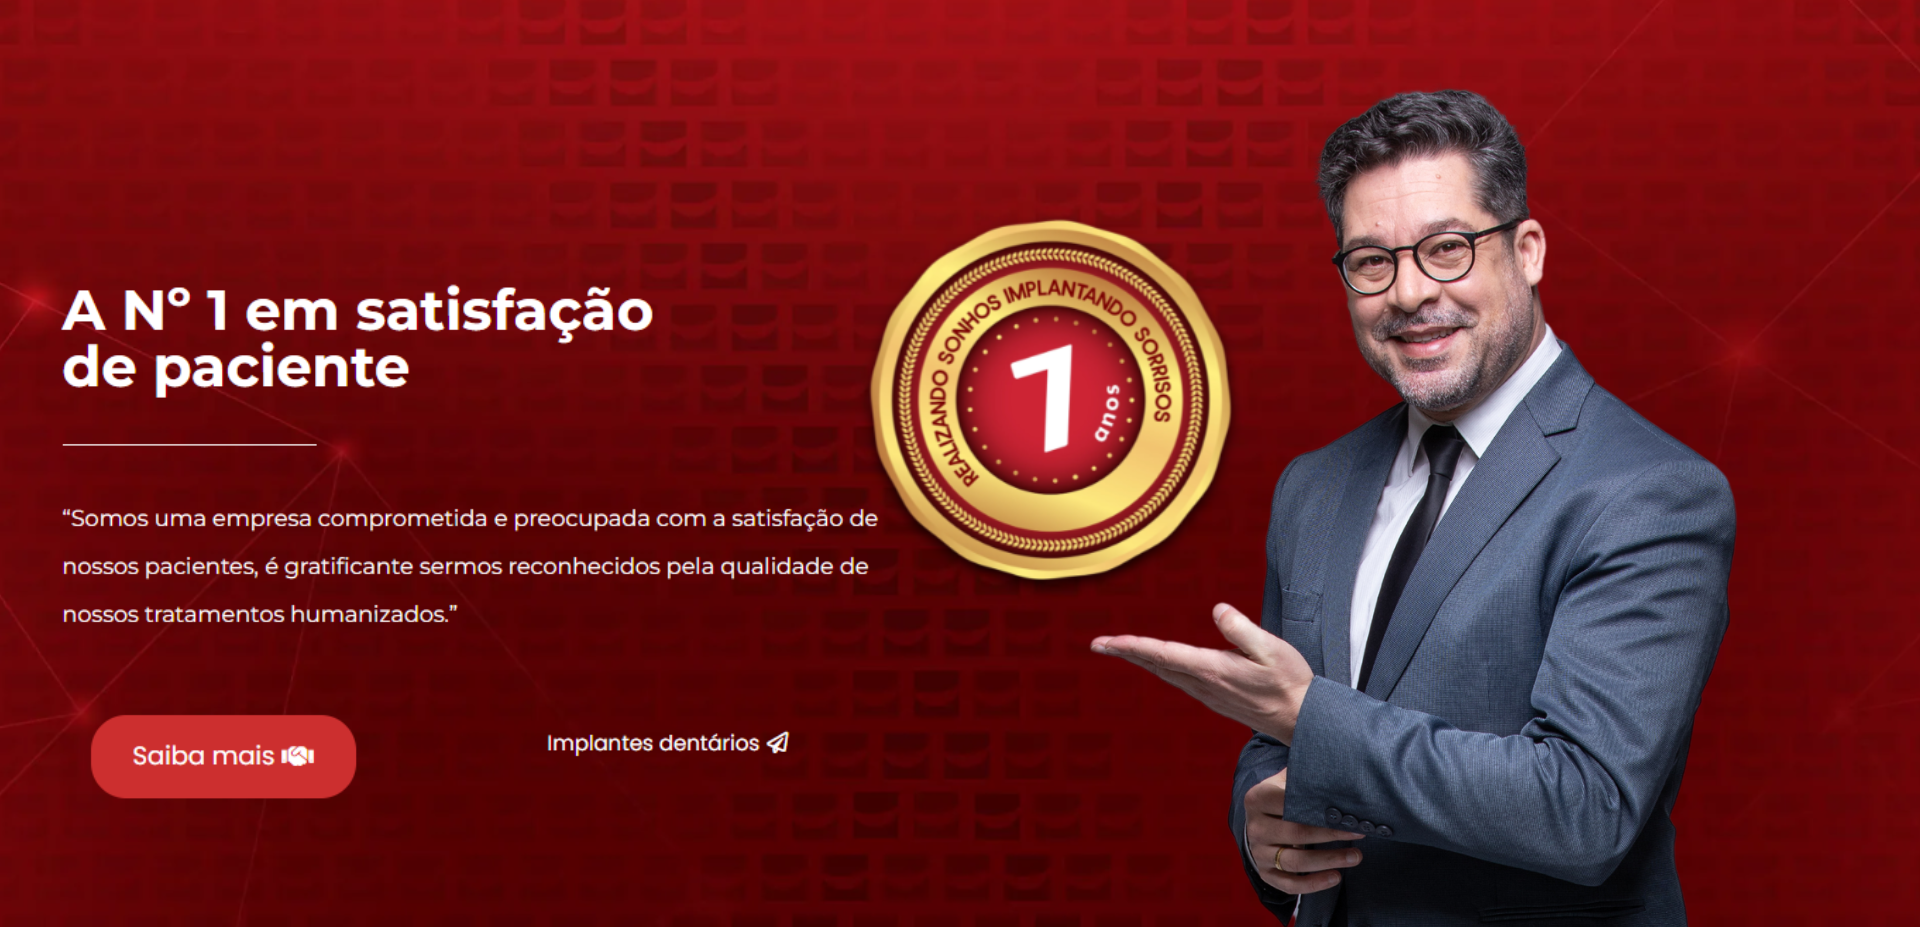 A Nº 1 em satisfação
de paciente
“Somos uma empresa comprometida e preocupada com a satisfação de
nossos pacientes, é gratificante sermos reconhecidos pela qualidade de
nossos tratamentos humanizados.”
Saiba mais
Implantes dentários
REALIZANDO SONHOS IMPLANTANDO SORRISOS
7
anos